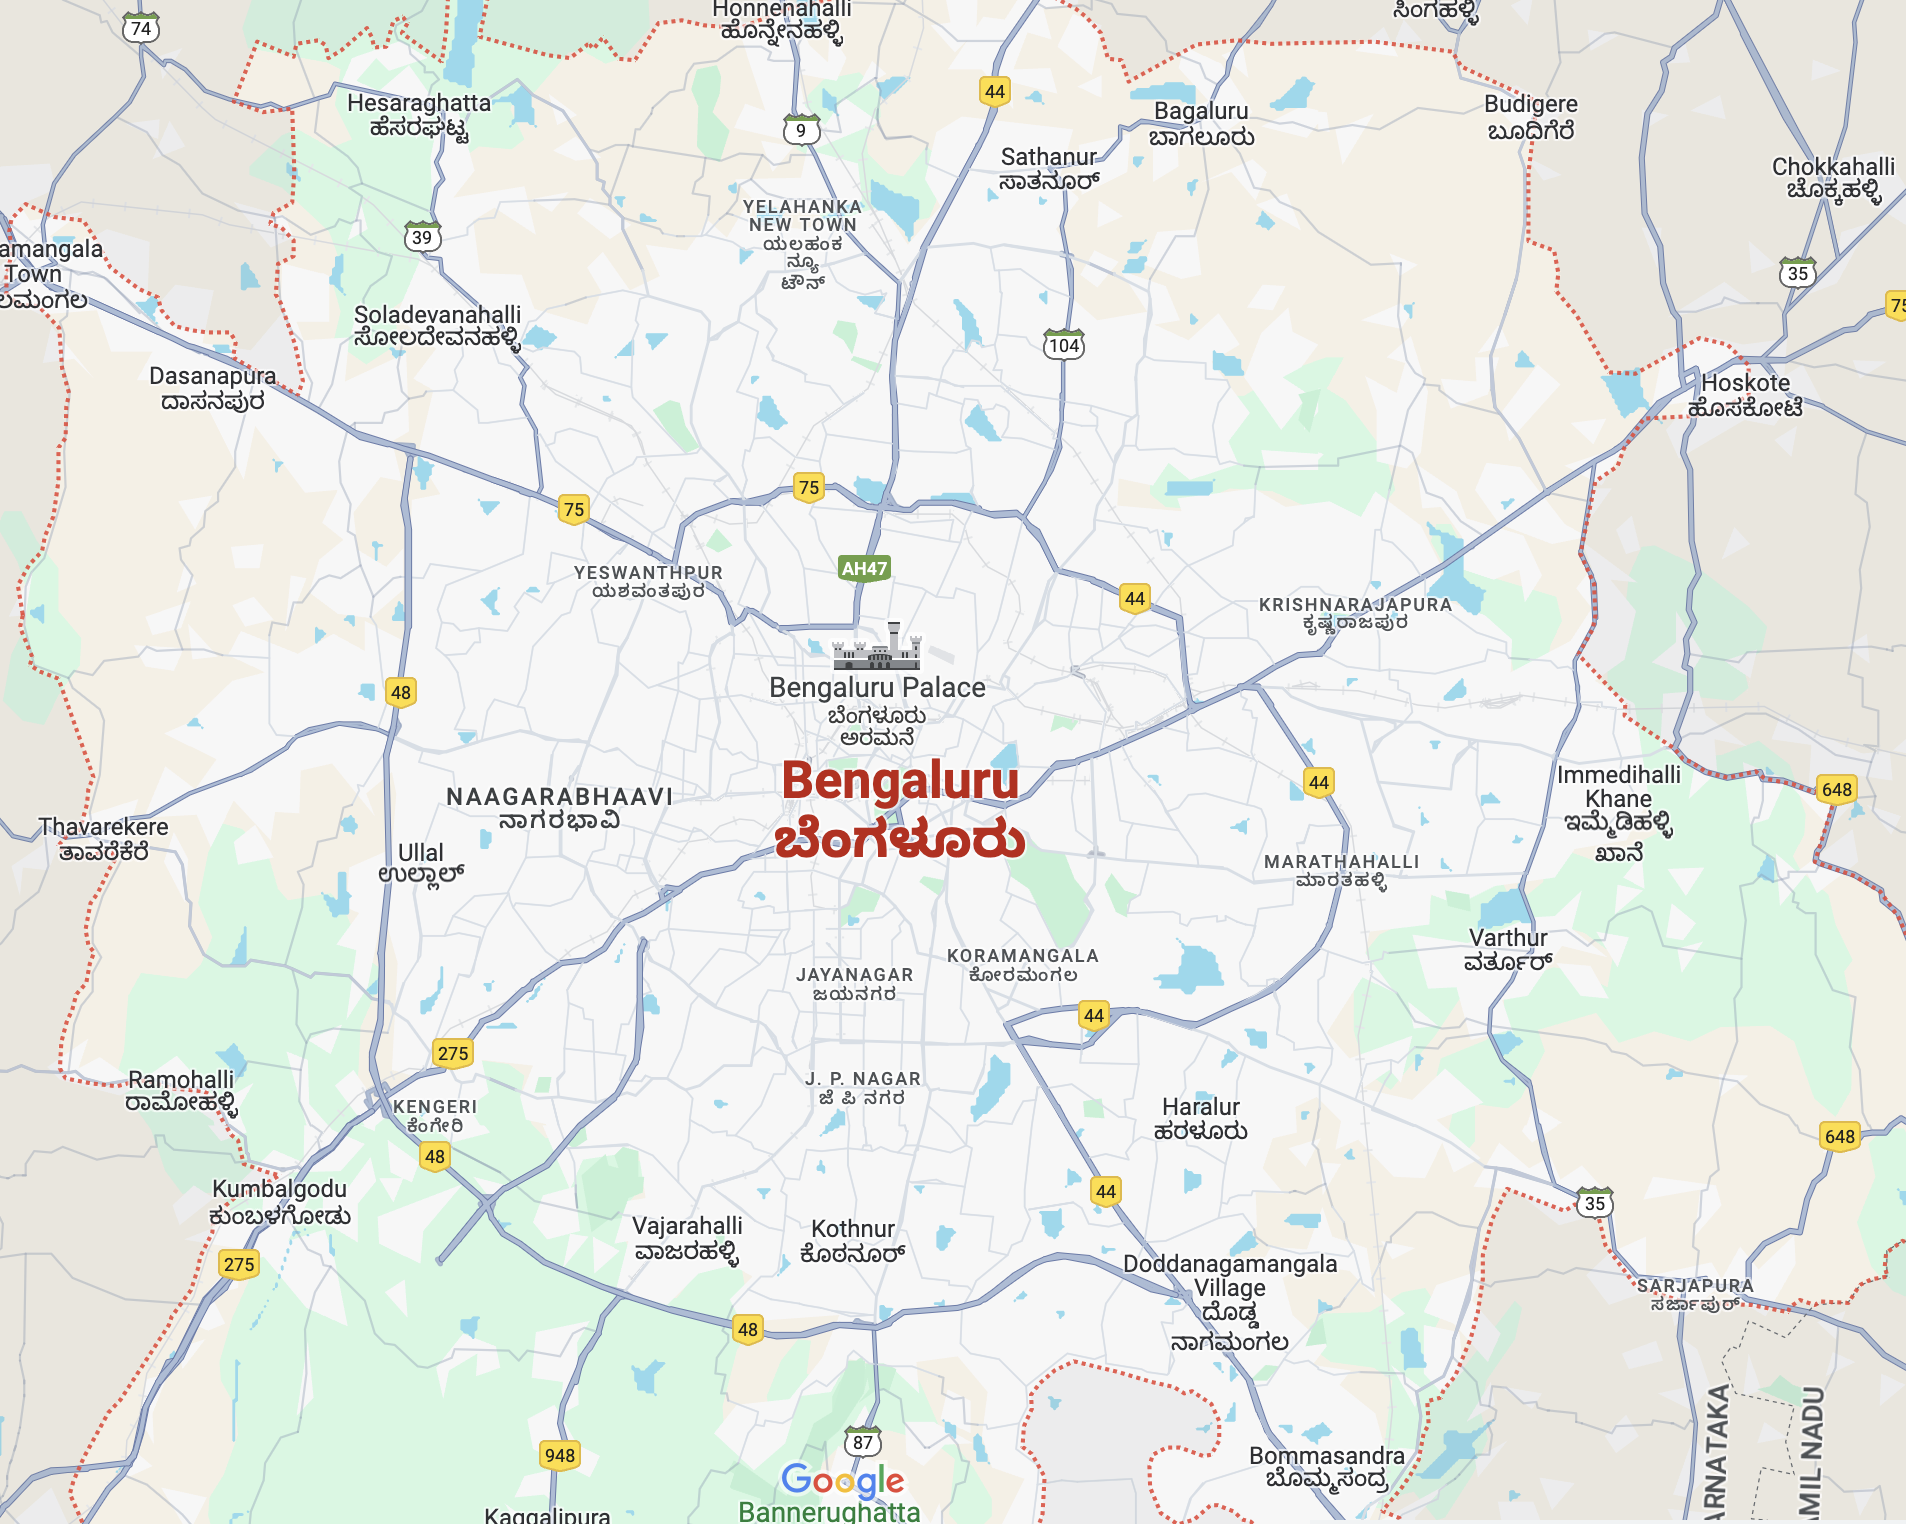 Honnenahalli
ಹೊನ್ನೇನಹಳ್ಳಿ
ಸಿಂಗಹಳ್ಳಿ
74
44
Hesaraghatta
ಹೆಸರಘಟ್ಟ
9
Bagaluru
ಬಾಗಲೂರು
Budigere
ಬೂದಿಗೆರೆ
Sathanur
ಸಾತನೂರ್
Chokkahalli
ಚೊಕ್ಕಹಳ್ಳಿ
YELAHANKA
NEW TOWN
ಯಲಹಂಕ
ನ್ಯೂ
ಟೌನ್
39
amangala
Town
ಲಮಂಗಲ
35
75
Soladevanahalli
ಸೋಲದೇವನಹಳ್ಳಿ
104
Dasanapura
ದಾಸನಪುರ
Hoskote
ಹೊಸಕೋಟೆ
75
75
AH47
YESWANTHPUR
ಯಶವಂತಪುರ
44
KRISHNARAJAPURA
ಕೃಷ್ಣರಾಜಪುರ
48
Bengaluru Palace
ಬೆಂಗಳೂರು
ಅರಮನೆ
Bengaluru
ಬೆಂಗಳೂರು
44
Immedihalli
Khane
ಇಮ್ಮೆಡಿಹಳ್ಳಿ
ಖಾನೆ
648
NAAGARABHAAVI
ನಾಗರಭಾವಿ
Thavarekere
ತಾವರೆಕೆರೆ
Ullal
ಉಲ್ಲಾಲ್
MARATHAHALLI
ಮಾರತಹಳ್ಳಿ
Varthur
ವರ್ತೂರ್
KORAMANGALA
ಕೋರಮಂಗಲ
JAYANAGAR
ಜಯನಗರ
44
275
Ramohalli
ರಾಮೋಹಳ್ಳಿ
J. P. NAGAR
ಜೆ ಪಿ ನಗರ
KENGERI
ಕೆಂಗೇರಿ
Haralur
ಹರಳೂರು
648
48
Kumbalgodu
ಕುಂಬಳಗೋಡು
44
35
Vajarahalli
ವಾಜರಹಳ್ಳಿ
Kothnur
ಕೊಠನೂರ್
275
Doddanagamangala
Village
ದೊಡ್ಡ
ನಾಗಮಂಗಲ
SARJAPURA
ಸರ್ಜಾಪುರ್
48
87
948
Bommasandra
ಬೊಮ್ಮಸಂದ್ರ
ARNATAKA
AMIL NADU
Google
Bannerughatta
Kaggalipura